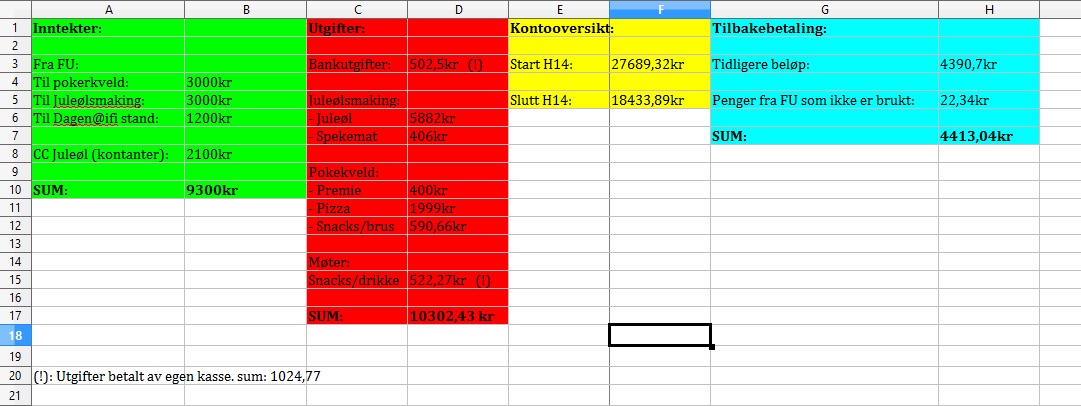 A B C D E F G H
1 Inntekter: Utgifter: Kontooversikt: Tilbakebetaling:
2
3 Fra FU: Bankutgifter: 502,5kr (!) Start H14: 27689,32kr Tidligere beløp: 4390,7kr
4 Til pokerkveld: 3000kr
5 Til Juleølsmaking: 3000kr Juleølsmaking: Slutt H14: 18433,89kr Penger fra FU som ikke er brukt: 22,34kr
6 Til Dagen@ifi stand: 1200kr - Juleøl 5882kr
7 - Spekemat 406kr SUM: 4413,04kr
8 CC Juleøl (kontanter): 2100kr
9 Pokekveld:
10 SUM: 9300kr - Premie 400kr
11 - Pizza 1999kr
12 - Snacks/brus 590,66kr
13
14 Møter:
15 Snacks/drikke 522,27kr (!)
16
17 SUM: 10302,43 kr
18
19
20 (!): Utgifter betalt av egen kasse. sum: 1024,77
21